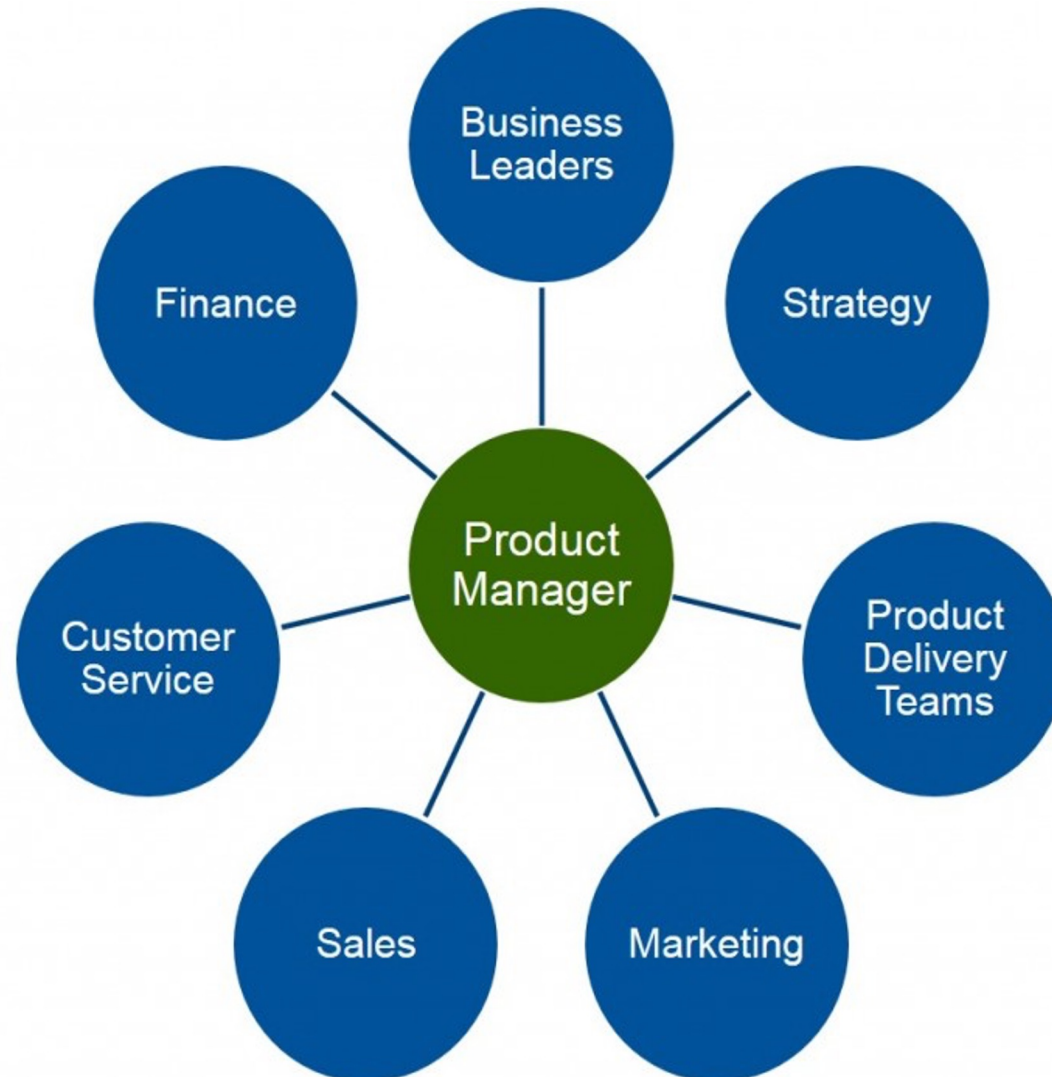 Business
Leaders
Finance
Strategy
Product
Manager
Customer
Service
Product
Delivery
Teams
Sales
Marketing